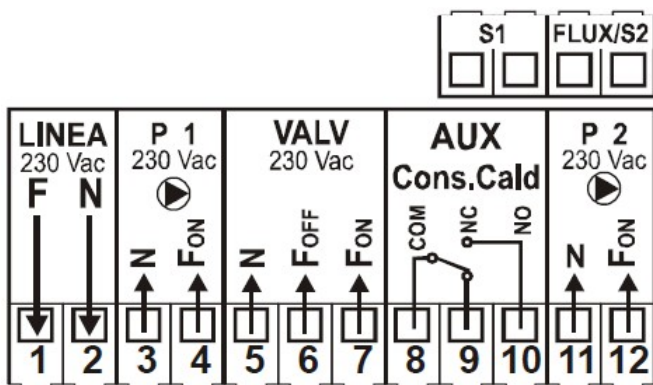 S1 FLUX/S2
LINEA P 1 VALV AUX P 2
230 Vac 230 Vac 230 Vac Cons.Cald 230 Vac
F N
N FON N FOFF FON COM NC NO N FON
1 2 3 4 5 6 7 8 9 10 11 12